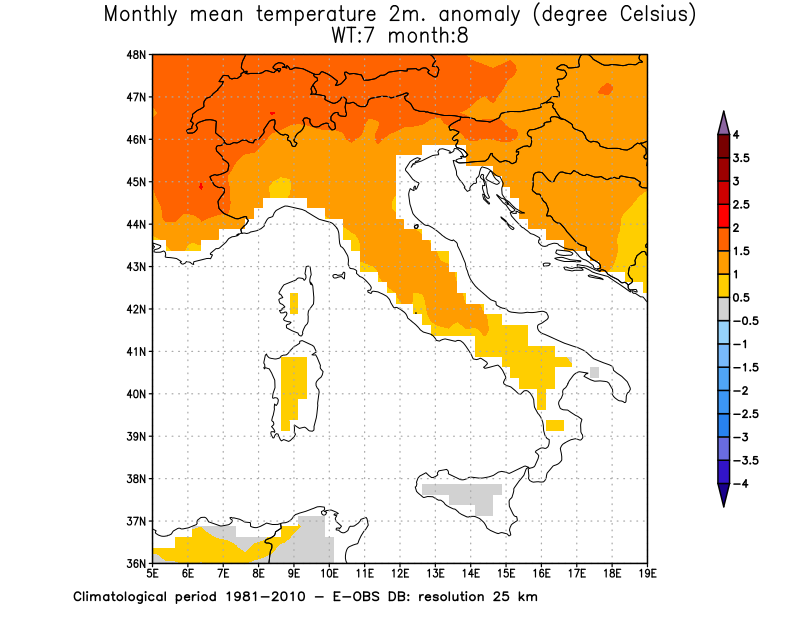 Monthly mean temperature 2m. anomaly (degree Celsius)
WT:7 month:8
48N
47N
46N
45N
44N
43N
42N
41N
40N
39N
38N
37N
36N
5E 6E 7E 8E 9E 10E 11E 12E 13E 14E 15E 16E 17E 18E 19E
4
3.5
3
2.5
2
1.5
1
0.5
-0.5
-1
-1.5
-2
-2.5
-3
-3.5
-4
Climatological period 1981-2010 - E-OBS DB: resolution 25 km